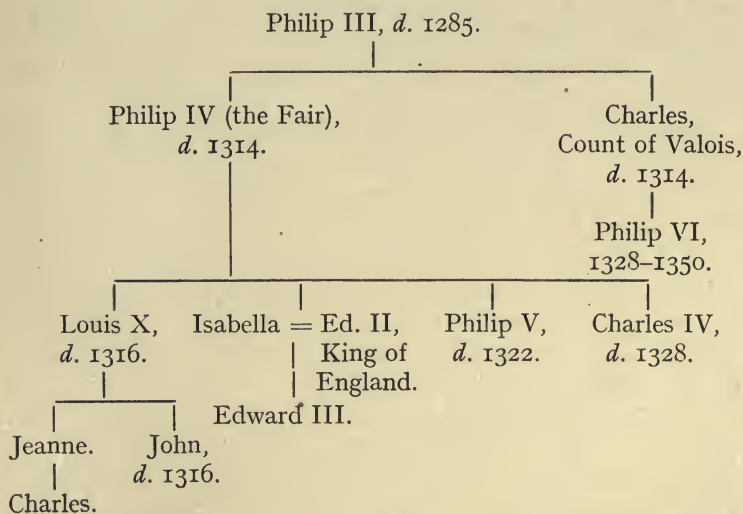 Philip III, d. 1285.
Philip IV (the Fair),
d. 1314.
Charles,
Count of Valois,
d. 1314.
Philip VI,
1328–1350.
Louis X,
d. 1316.
Isabella = Ed. II,
King of
England.
Philip V,
d. 1322.
Charles IV,
d. 1328.
Edward III.
Jeanne.
John,
d. 1316.
Charles.